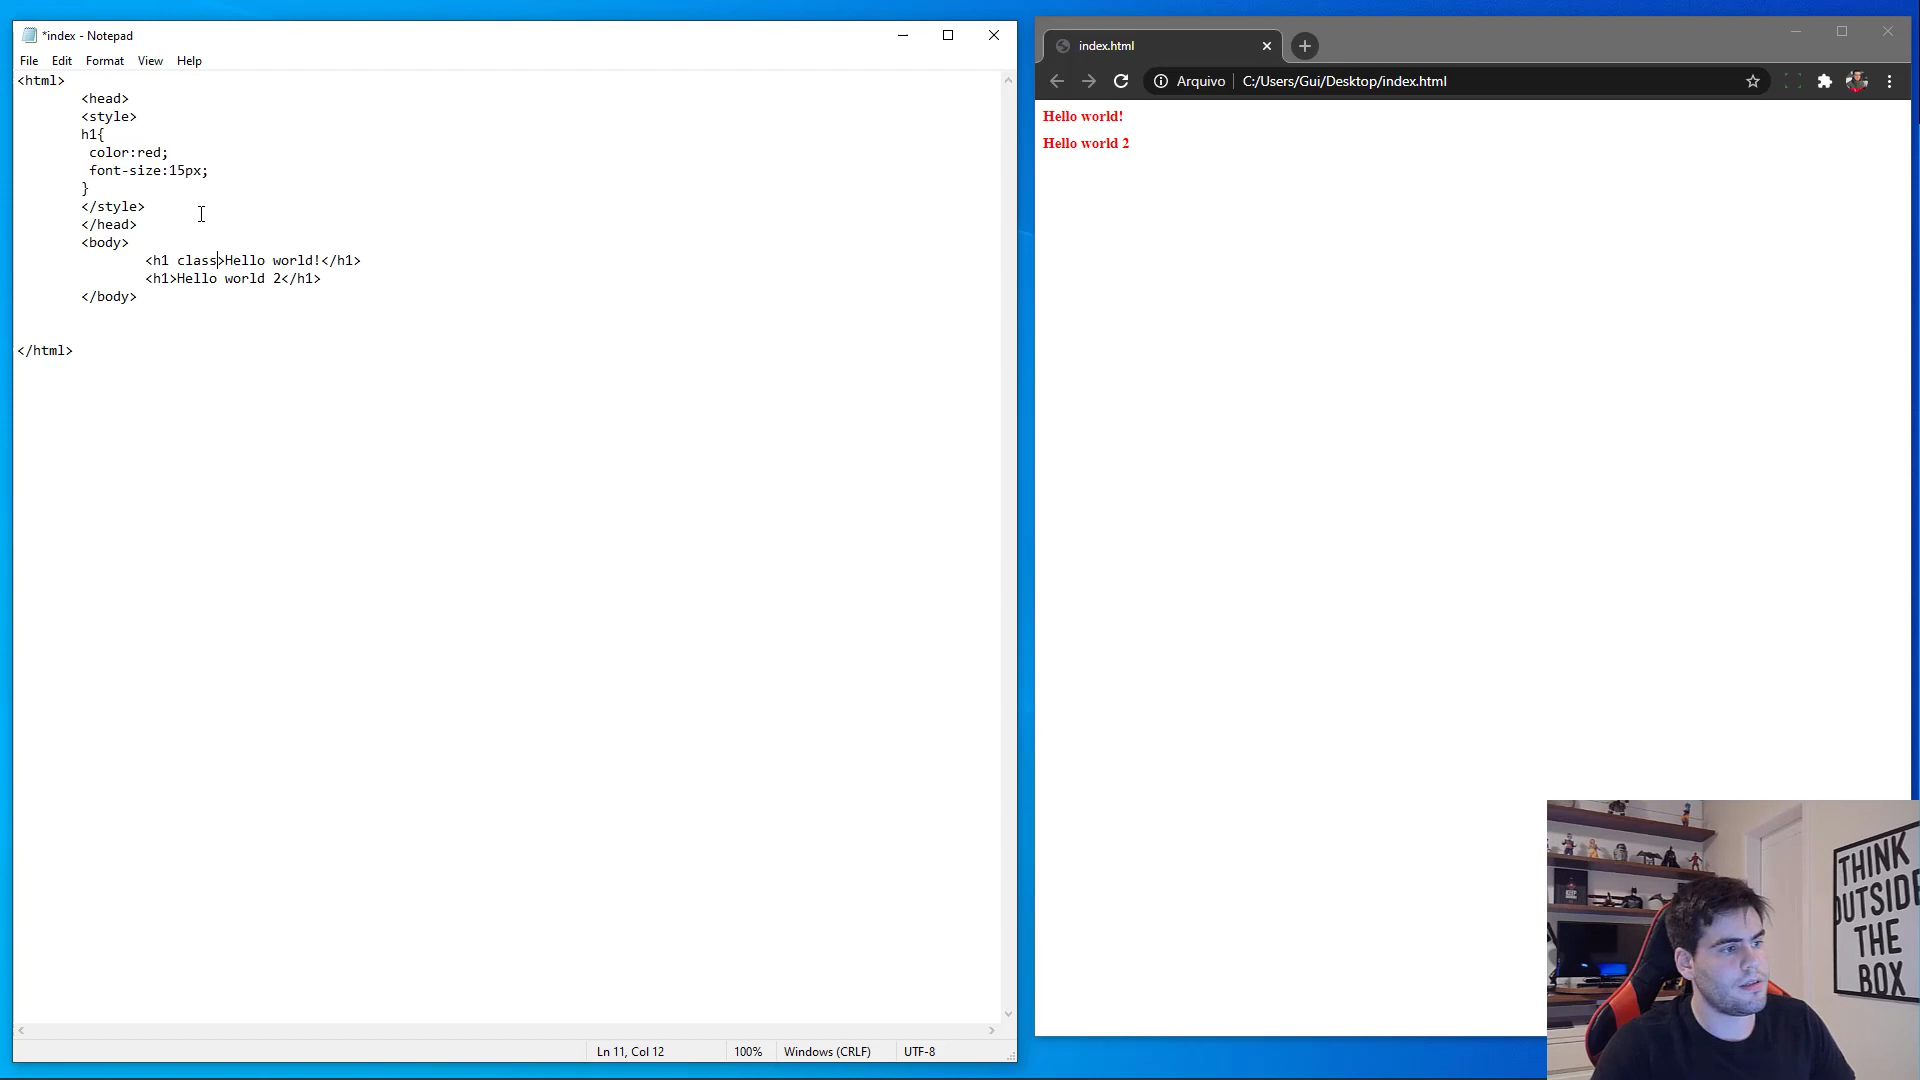 *index - Notepad
File Edit Format View Help
<html>
<head>
<style>
h1{
color:red;
font-size:15px;
}
</style>
</head>
<body>
<h1 class>Hello world!</h1>
<h1>Hello world 2</h1>
</body>
</html>
Ln 11, Col 12
100%
Windows (CRLF)
UTF-8
index.html
Arquivo
C:/Users/Gui/Desktop/index.html
Hello world!
Hello world 2
THINK
OUTSIDE
THE
BOX